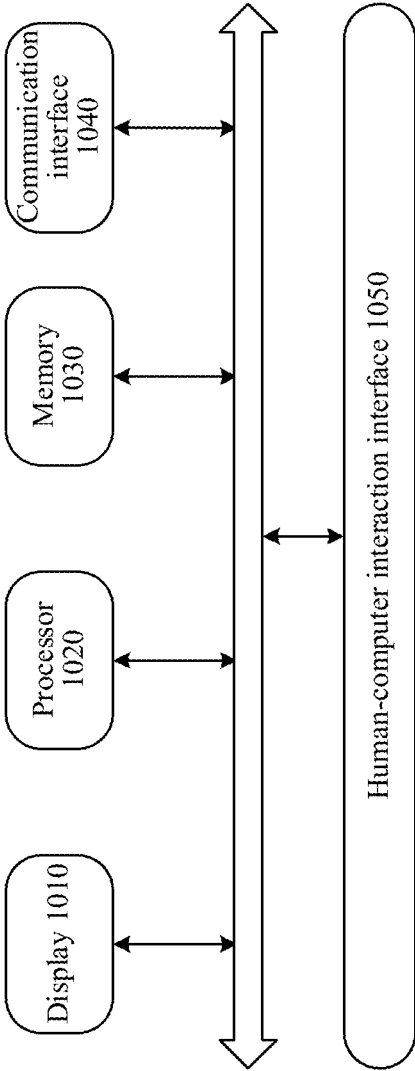 Display 1010
Processor
1020
Memory
1030
Communication
interface
1040
Human-computer interaction interface 1050